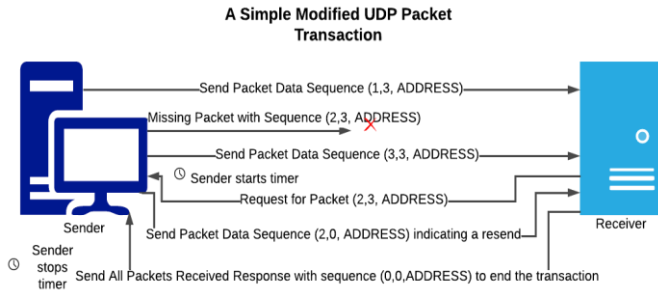 A Simple Modified UDP Packet
Transaction
Send Packet Data Sequence (1,3, ADDRESS)
Missing Packet with Sequence (2,3, ADDRESS)
Send Packet Data Sequence (3,3, ADDRESS)
Sender starts timer
Request for Packet (2,3, ADDRESS)
Sender
Receiver
Send Packet Data Sequence (2,0, ADDRESS) indicating a resend
Sender
stops
timer
Send All Packets Received Response with sequence (0,0,ADDRESS) to end the transaction